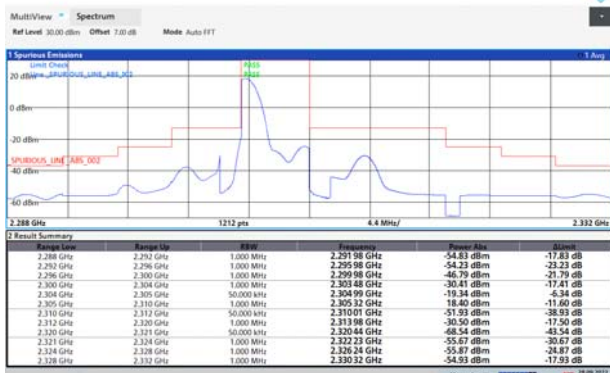 MultiView Spectrum
Ref Level 30.00 dBm Offset 7.00 dB Mode Auto FFT
1 Spurious Emissions 1 Avg
Limit Check PASS
Line _SPURIOUS_LINE_ABS_002 PASS
20 dBm
0 dBm
-20 dBm
SPURIOUS_LINE_ABS_002
-40 dBm
-60 dBm
2.288 GHz 1212 pts 4.4 MHz/ 2.332 GHz
2 Result Summary
Range Low Range Up RBW Frequency Power Abs ΔLimit
2.288 GHz 2.292 GHz 1.000 MHz 2.291 98 GHz -54.83 dBm -17.83 dB
2.292 GHz 2.296 GHz 1.000 MHz 2.295 98 GHz -54.23 dBm -23.23 dB
2.296 GHz 2.300 GHz 1.000 MHz 2.299 98 GHz -46.79 dBm -21.79 dB
2.300 GHz 2.304 GHz 1.000 MHz 2.303 48 GHz -30.41 dBm -17.41 dB
2.304 GHz 2.305 GHz 50.000 kHz 2.304 99 GHz -19.34 dBm -6.34 dB
2.305 GHz 2.310 GHz 1.000 MHz 2.305 32 GHz 18.40 dBm -11.60 dB
2.310 GHz 2.312 GHz 50.000 kHz 2.310 01 GHz -51.93 dBm -38.93 dB
2.312 GHz 2.320 GHz 1.000 MHz 2.313 98 GHz -30.50 dBm -17.50 dB
2.320 GHz 2.321 GHz 50.000 kHz 2.320 44 GHz -68.54 dBm -43.54 dB
2.321 GHz 2.324 GHz 1.000 MHz 2.322 23 GHz -55.67 dBm -30.67 dB
2.324 GHz 2.328 GHz 1.000 MHz 2.326 24 GHz -55.87 dBm -24.87 dB
2.328 GHz 2.332 GHz 1.000 MHz 2.330 32 GHz -54.93 dBm -17.93 dB